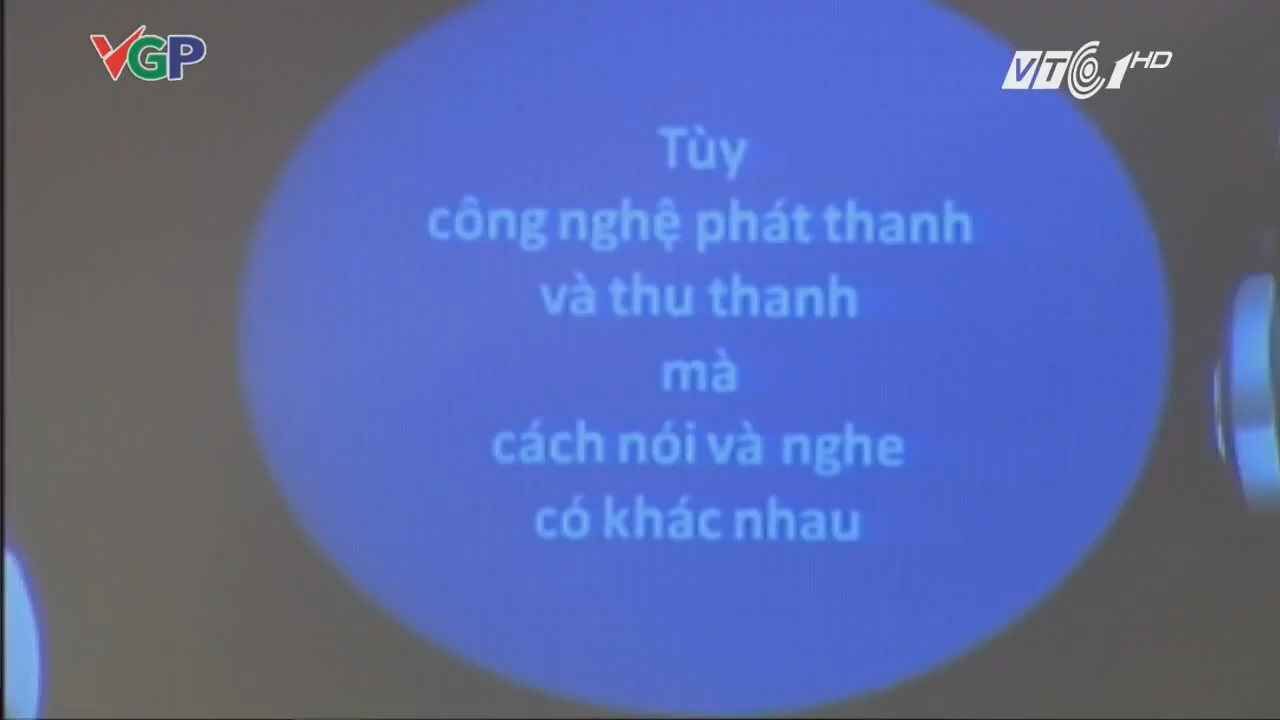 VGP
VTC1 HD
Tùy
công nghệ phát thanh
và thu thanh
mà
cách nói và nghe
có khác nhau